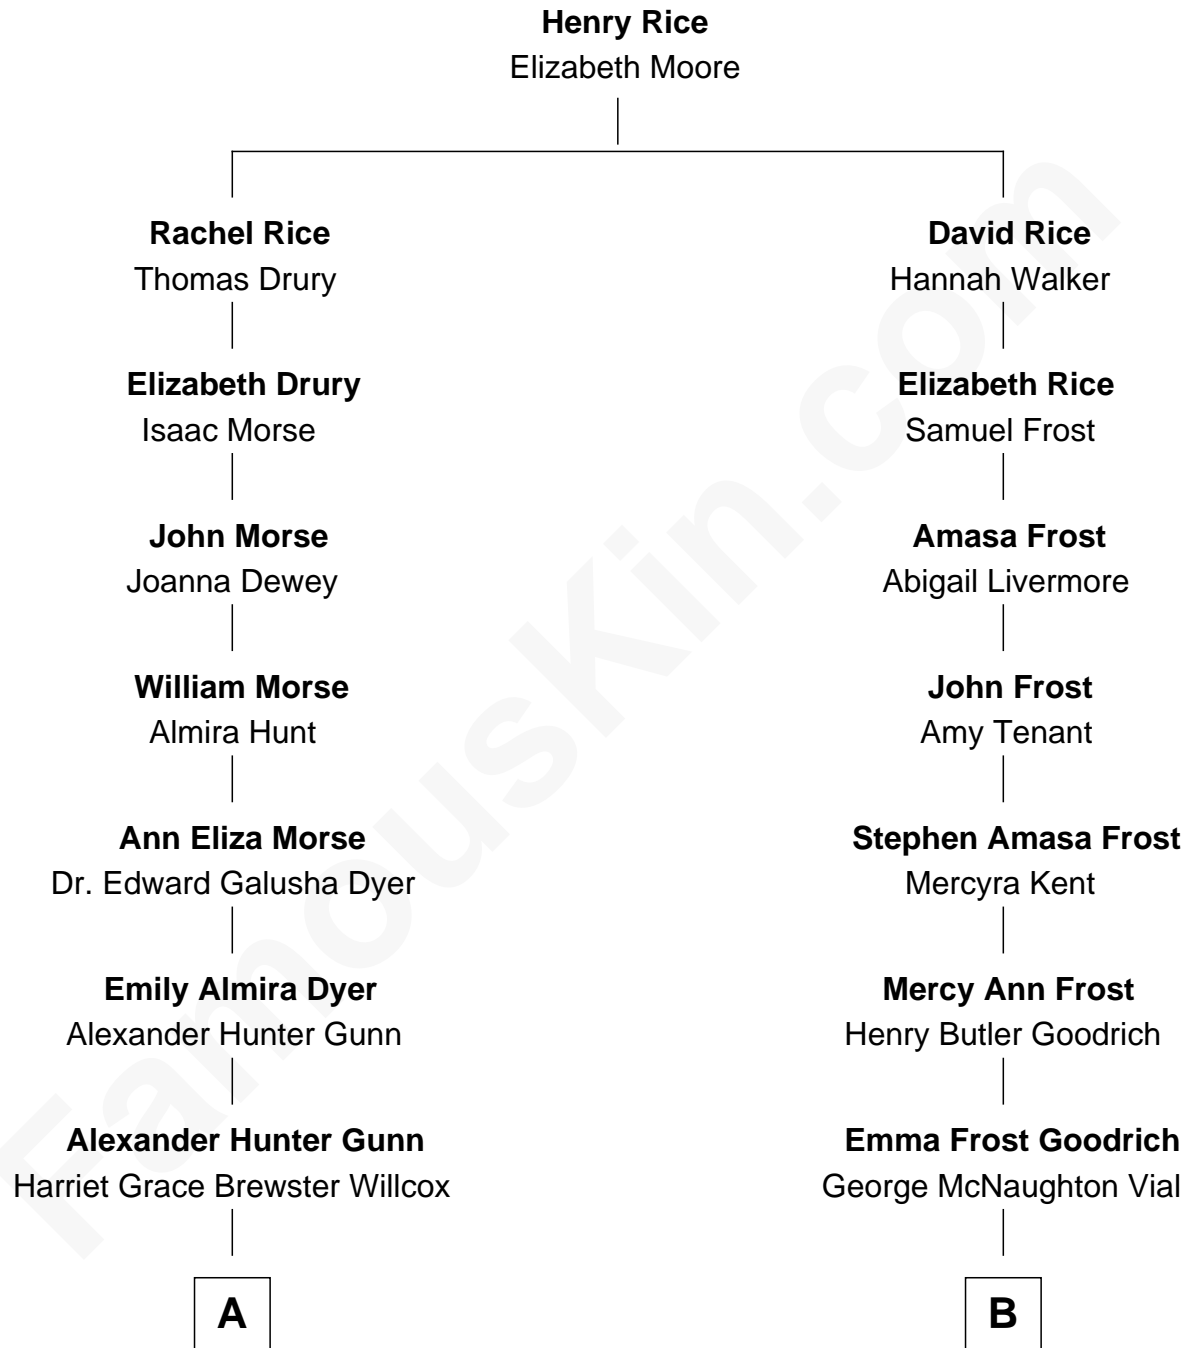 Henry Rice
Elizabeth Moore
Rachel Rice
Thomas Drury
David Rice
Hannah Walker
Elizabeth Drury
Isaac Morse
Elizabeth Rice
Samuel Frost
John Morse
Joanna Dewey
Amasa Frost
Abigail Livermore
William Morse
Almira Hunt
John Frost
Amy Tenant
Ann Eliza Morse
Dr. Edward Galusha Dyer
Stephen Amasa Frost
Mercyra Kent
Emily Almira Dyer
Alexander Hunter Gunn
Mercy Ann Frost
Henry Butler Goodrich
Alexander Hunter Gunn
Harriet Grace Brewster Willcox
Emma Frost Goodrich
George McNaughton Vial
A
B
FamousKin.com